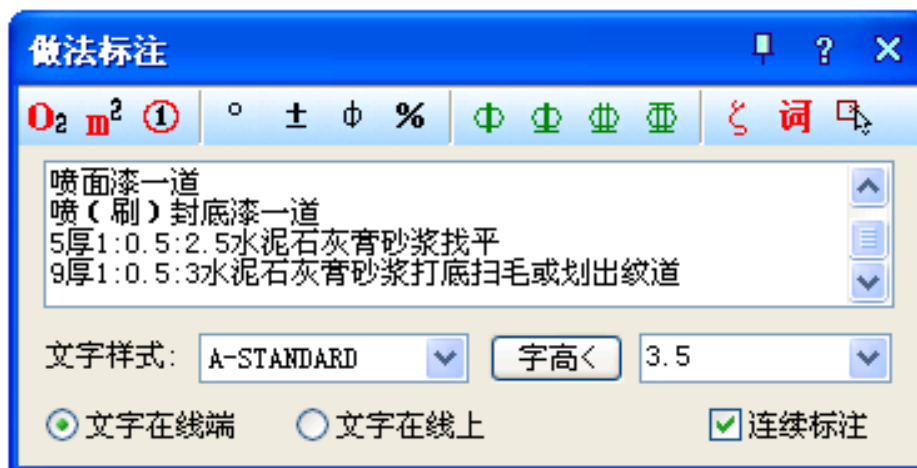 做法标注
?
O₂ m² ① ° ± ϕ % ζ 词
喷面漆一道
喷(刷)封底漆一道
5厚1:0.5:2.5水泥石灰膏砂浆找平
9厚1:0.5:3水泥石灰膏砂浆打底扫毛或划出纹道
文字样式: A-STANDARD 字高< 3.5
文字在线端 文字在线上 连续标注